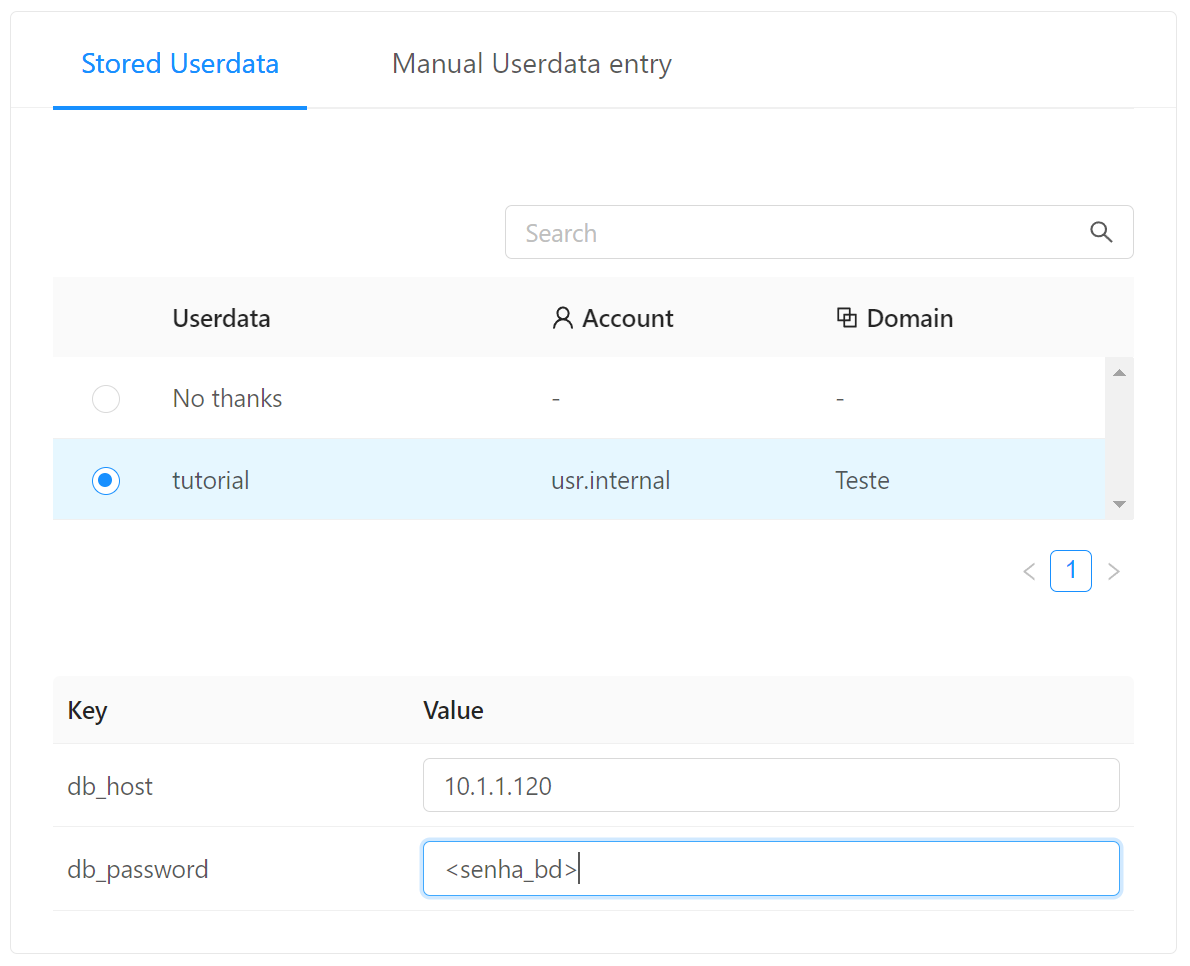 Stored Userdata Manual Userdata entry
Search
Userdata Account Domain
No thanks - -
tutorial usr.internal Teste
< 1 >
Key Value
db_host 10.1.1.120
db_password <senha_bd>